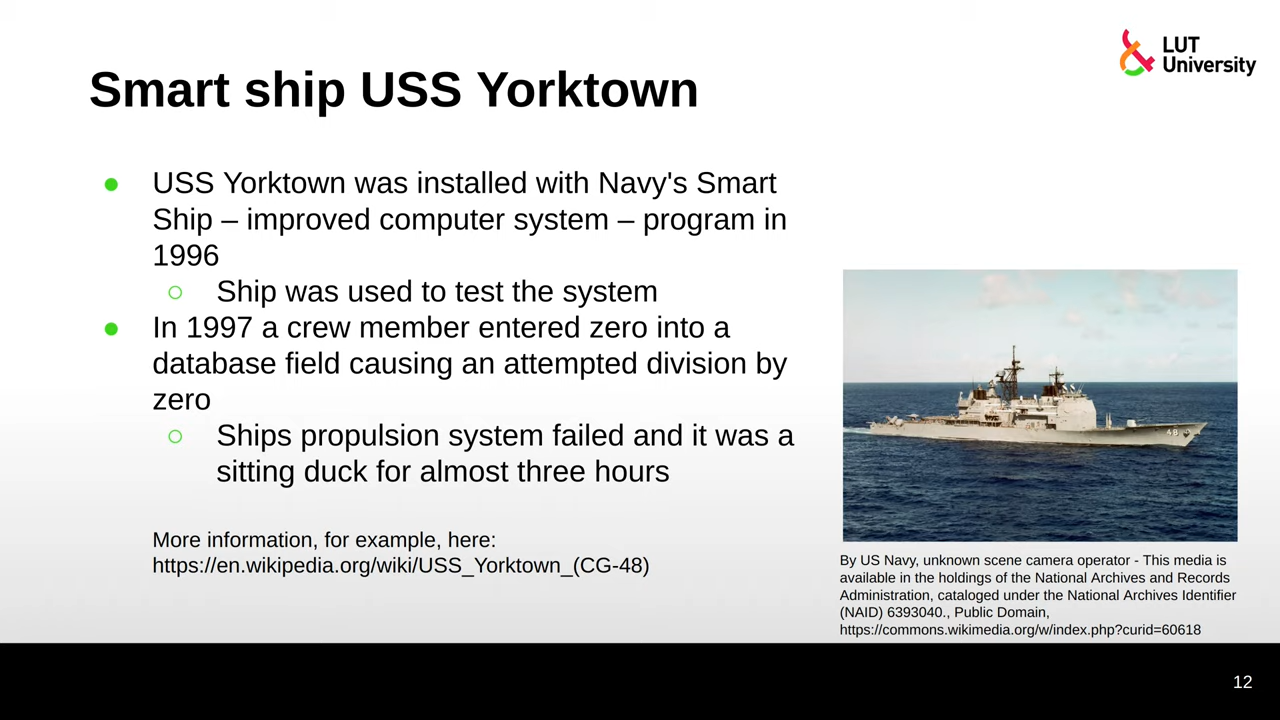 LUT
University
Smart ship USS Yorktown
● USS Yorktown was installed with Navy's Smart
Ship – improved computer system – program in
1996
○ Ship was used to test the system
● In 1997 a crew member entered zero into a
database field causing an attempted division by
zero
○ Ships propulsion system failed and it was a
sitting duck for almost three hours
More information, for example, here:
https://en.wikipedia.org/wiki/USS_Yorktown_(CG-48)
48
By US Navy, unknown scene camera operator - This media is
available in the holdings of the National Archives and Records
Administration, cataloged under the National Archives Identifier
(NAID) 6393040., Public Domain,
https://commons.wikimedia.org/w/index.php?curid=60618
12